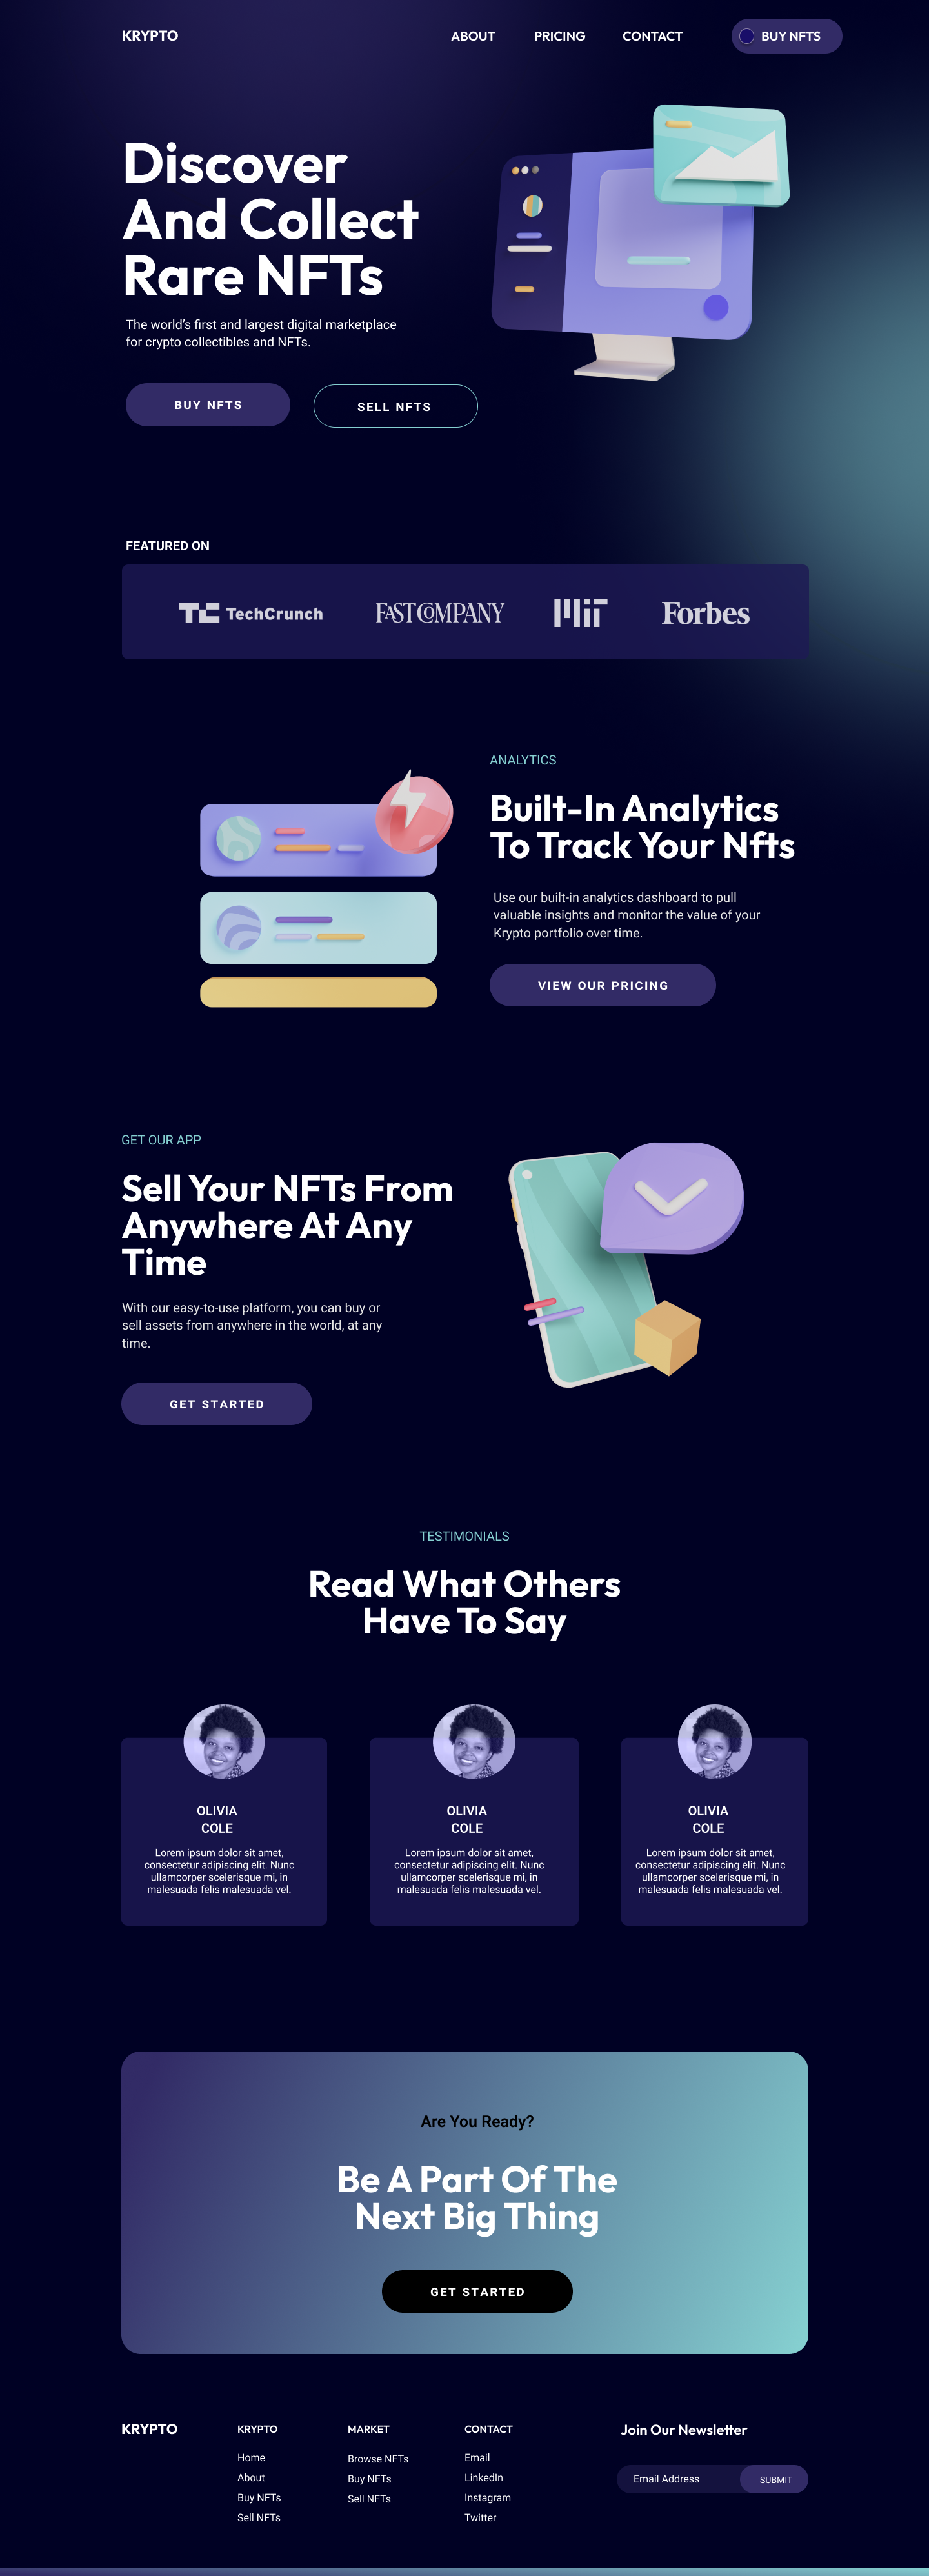 KRYPTO
ABOUT
PRICING
CONTACT
BUY NFTS
Discover
And Collect
Rare NFTs
The world's first and largest digital marketplace
for crypto collectibles and NFTs.
BUY NFTS
SELL NFTS
FEATURED ON
TC TechCrunch
FAST COMPANY
MIT
Forbes
ANALYTICS
Built-In Analytics
To Track Your Nfts
Use our built-in analytics dashboard to pull
valuable insights and monitor the value of your
Krypto portfolio over time.
VIEW OUR PRICING
GET OUR APP
Sell Your NFTs From
Anywhere At Any
Time
With our easy-to-use platform, you can buy or
sell assets from anywhere in the world, at any
time.
GET STARTED
TESTIMONIALS
Read What Others
Have To Say
OLIVIA
COLE
Lorem ipsum dolor sit amet,
consectetur adipiscing elit. Nunc
ullamcorper scelerisque mi, in
malesuada felis malesuada vel.
OLIVIA
COLE
Lorem ipsum dolor sit amet,
consectetur adipiscing elit. Nunc
ullamcorper scelerisque mi, in
malesuada felis malesuada vel.
OLIVIA
COLE
Lorem ipsum dolor sit amet,
consectetur adipiscing elit. Nunc
ullamcorper scelerisque mi, in
malesuada felis malesuada vel.
Are You Ready?
Be A Part Of The
Next Big Thing
GET STARTED
KRYPTO
KRYPTO
Home
About
Buy NFTs
Sell NFTs
MARKET
Browse NFTs
Buy NFTs
Sell NFTs
CONTACT
Email
LinkedIn
Instagram
Twitter
Join Our Newsletter
Email Address
SUBMIT